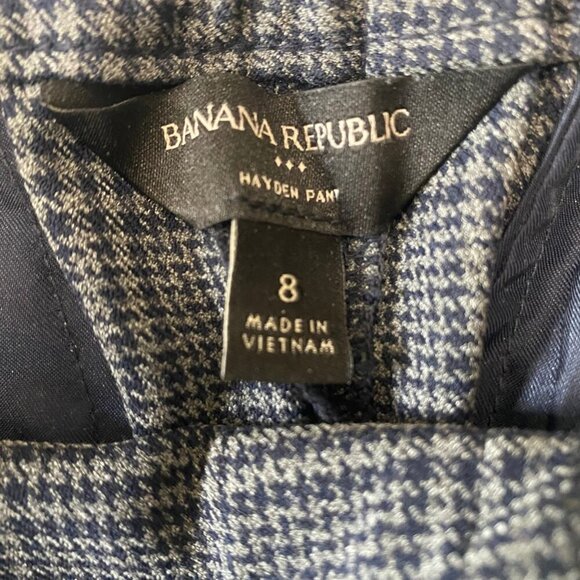 BANANA REPUBLIC
HAYDEN PANT
8
MADE IN
VIETNAM